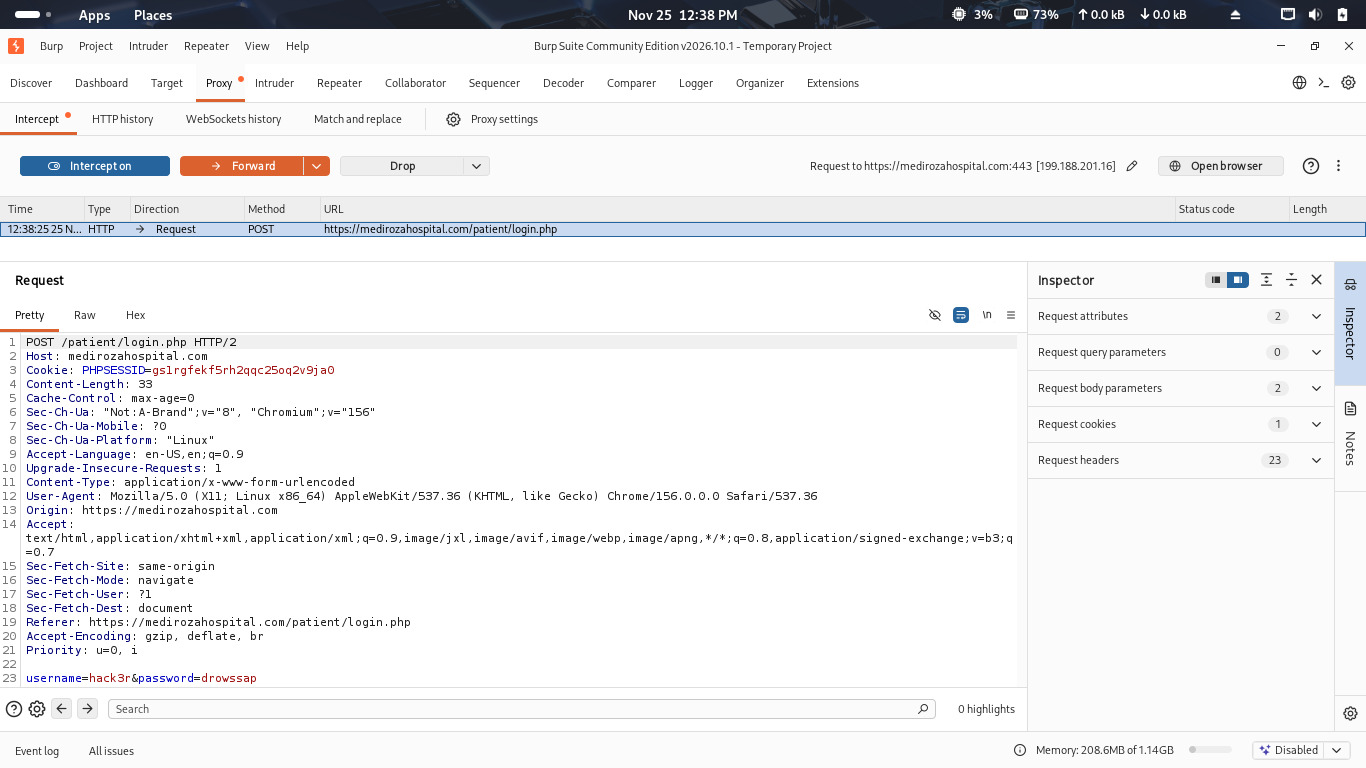 Apps Places Nov 25 12:38 PM 3% 73% 0.0 kB 0.0 kB
Burp Project Intruder Repeater View Help Burp Suite Community Edition v2026.10.1 - Temporary Project
Discover Dashboard Target Proxy Intruder Repeater Collaborator Sequencer Decoder Comparer Logger Organizer Extensions
Intercept HTTP history WebSockets history Match and replace Proxy settings
Intercept on Forward Drop Request to https://medirozahospital.com:443 [199.188.201.16] Open browser
Time Type Direction Method URL Status code Length
12:38:25 25 N... HTTP → Request POST https://medirozahospital.com/patient/login.php
Request
Pretty Raw Hex \n
1 POST /patient/login.php HTTP/2
2 Host: medirozahospital.com
3 Cookie: PHPSESSID=gs1rgfekf5rh2qqc25oq2v9ja0
4 Content-Length: 33
5 Cache-Control: max-age=0
6 Sec-Ch-Ua: "Not:A-Brand";v="8", "Chromium";v="156"
7 Sec-Ch-Ua-Mobile: ?0
8 Sec-Ch-Ua-Platform: "Linux"
9 Accept-Language: en-US,en;q=0.9
10 Upgrade-Insecure-Requests: 1
11 Content-Type: application/x-www-form-urlencoded
12 User-Agent: Mozilla/5.0 (X11; Linux x86_64) AppleWebKit/537.36 (KHTML, like Gecko) Chrome/156.0.0.0 Safari/537.36
13 Origin: https://medirozahospital.com
14 Accept:
text/html,application/xhtml+xml,application/xml;q=0.9,image/jxl,image/avif,image/webp,image/apng,*/*;q=0.8,application/signed-exchange;v=b3;q
=0.7
15 Sec-Fetch-Site: same-origin
16 Sec-Fetch-Mode: navigate
17 Sec-Fetch-User: ?1
18 Sec-Fetch-Dest: document
19 Referer: https://medirozahospital.com/patient/login.php
20 Accept-Encoding: gzip, deflate, br
21 Priority: u=0, i
22
23 username=hack3r&password=drowssap
Search 0 highlights
Inspector
Request attributes 2
Request query parameters 0
Request body parameters 2
Request cookies 1
Request headers 23
Inspector
Notes
Event log All issues Memory: 208.6MB of 1.14GB Disabled